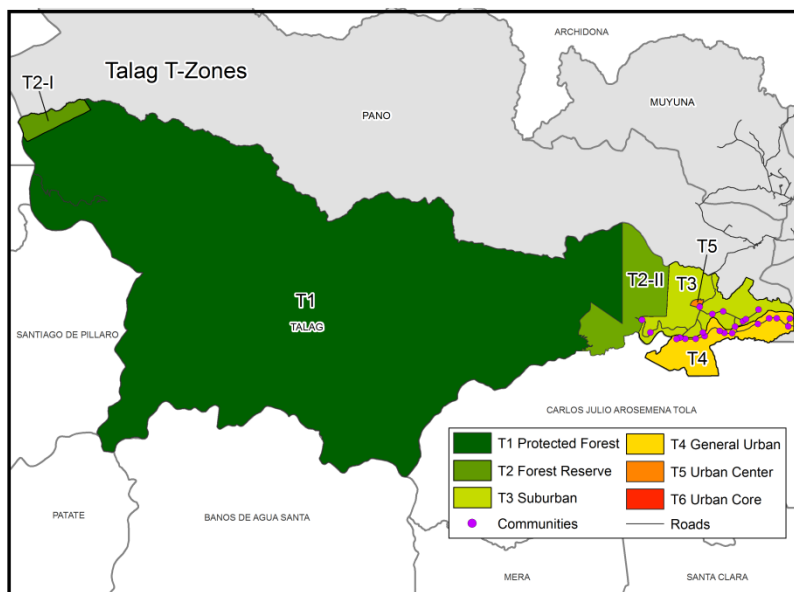 ARCHIDONA
Talag T-Zones
T2-I
MUYUNA
PANO
T5
T2-II
T3
T1
TALAG
SANTIAGO DE PILLARO
T4
CARLOS JULIO AROSEMENA TOLA
T1 Protected Forest
T4 General Urban
T2 Forest Reserve
T5 Urban Center
T3 Suburban
T6 Urban Core
Communities
Roads
PATATE
BANOS DE AGUA SANTA
MERA
SANTA CLARA